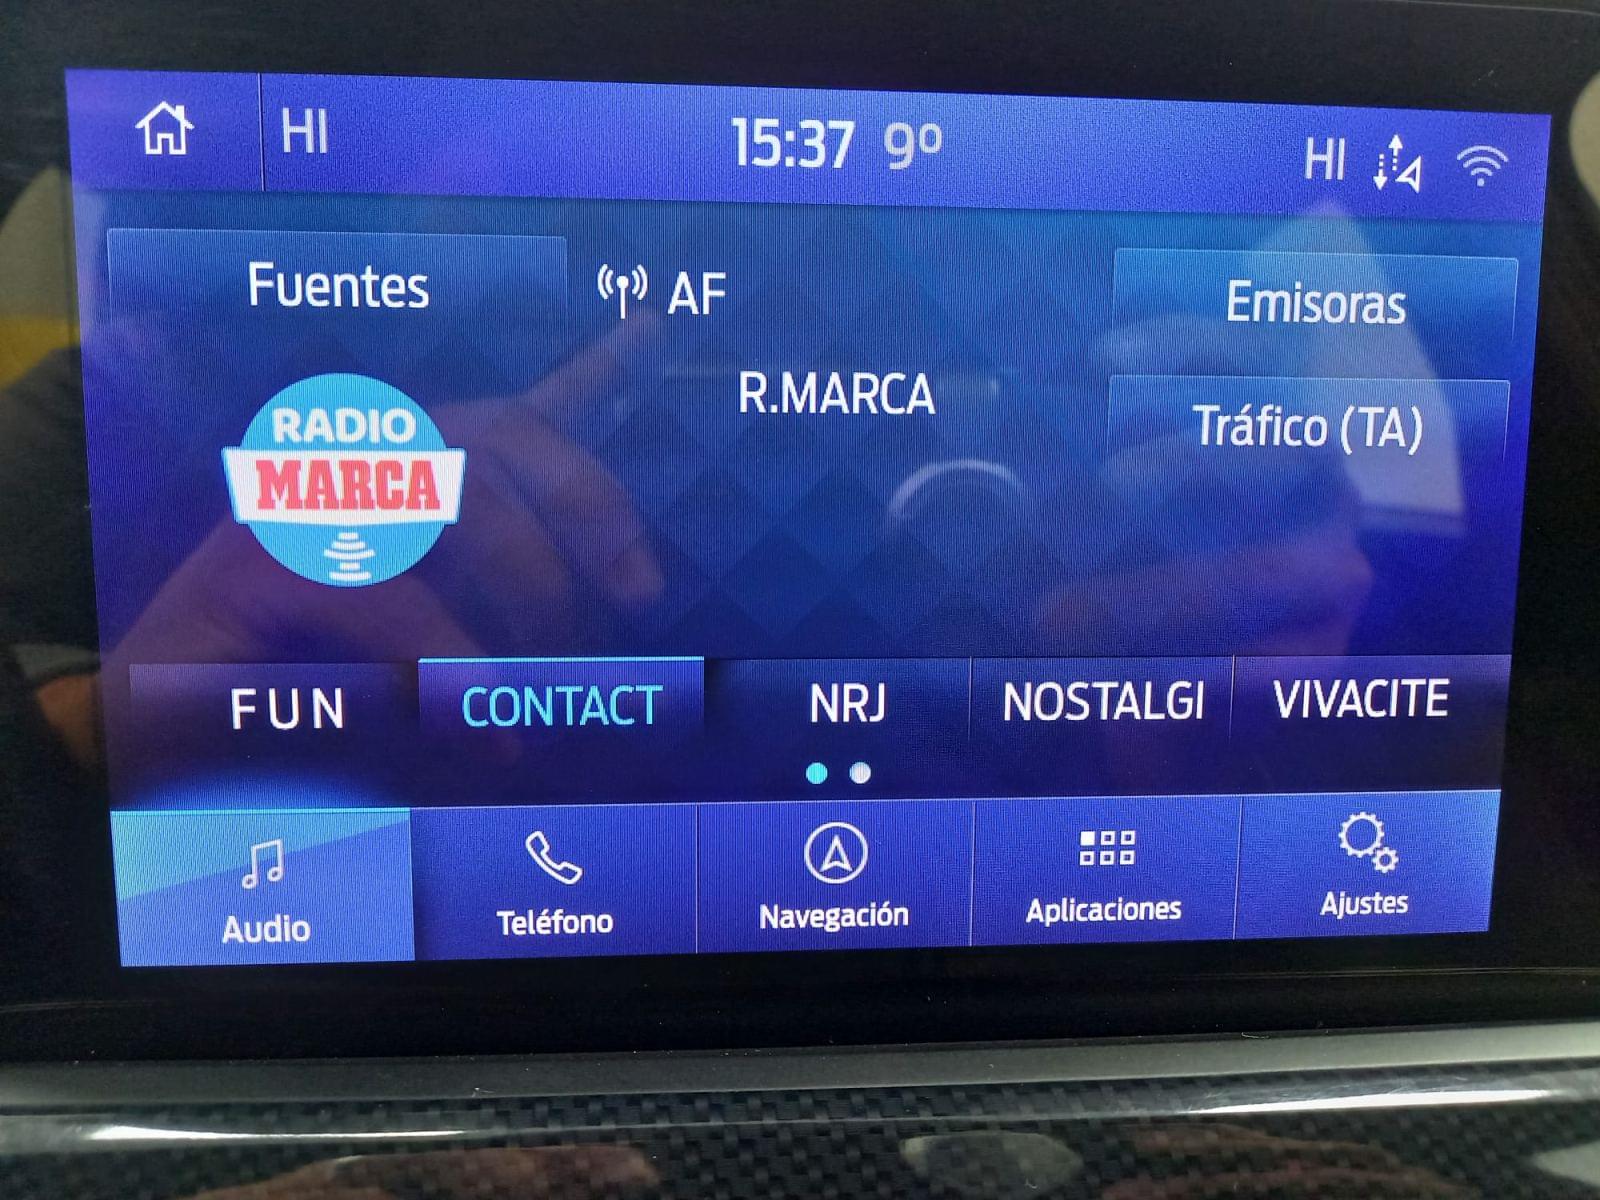 HI
15:37 9º
HI
Fuentes
AF
Emisoras
R.MARCA
Tráfico (TA)
RADIO
MARCA
FUN
CONTACT
NRJ
NOSTALGI
VIVACITE
Audio
Teléfono
Navegación
Aplicaciones
Ajustes